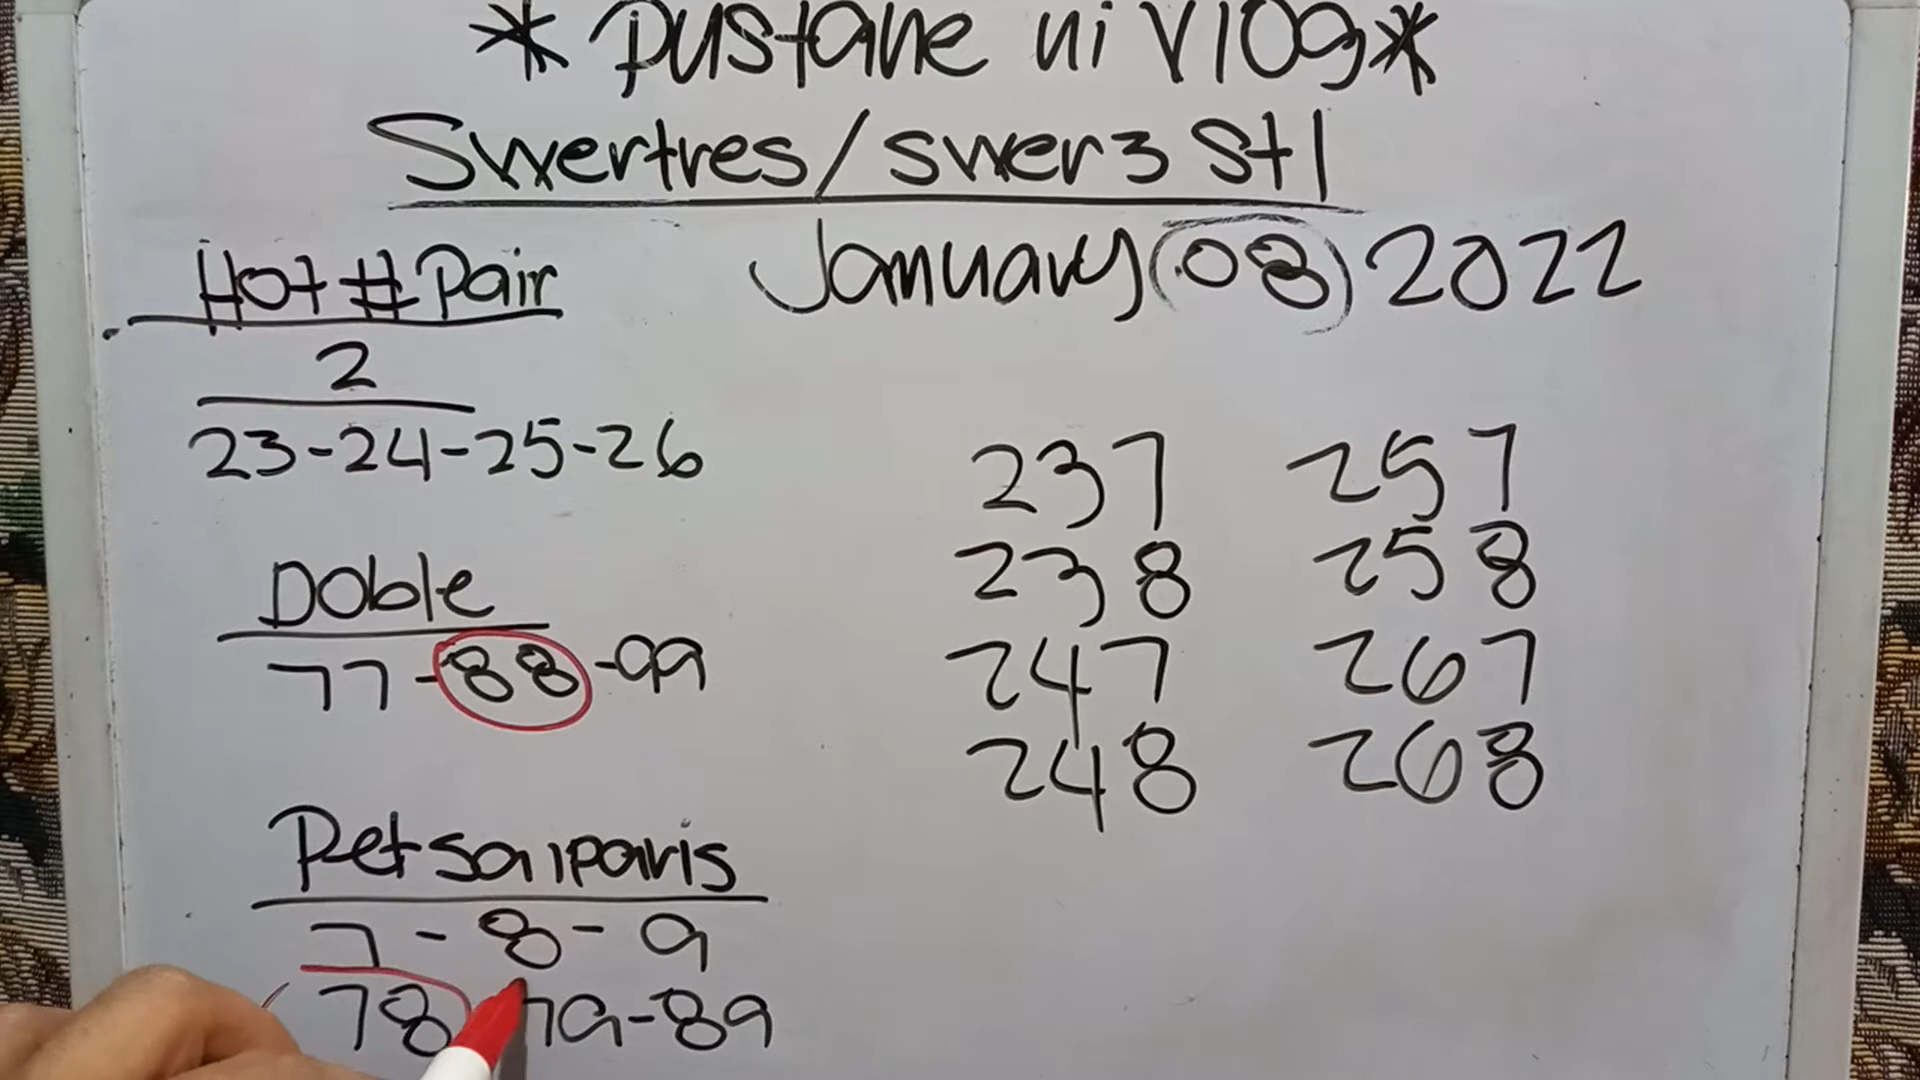 * Pustane ni Vlog *
Swertres/swer3 Stl
January 08 2022
Hot # Pair
2
23-24-25-26
Doble
77-88-99
Petsa1paris
7-8-9
78 79-89
237 257
238 258
247 267
248 268